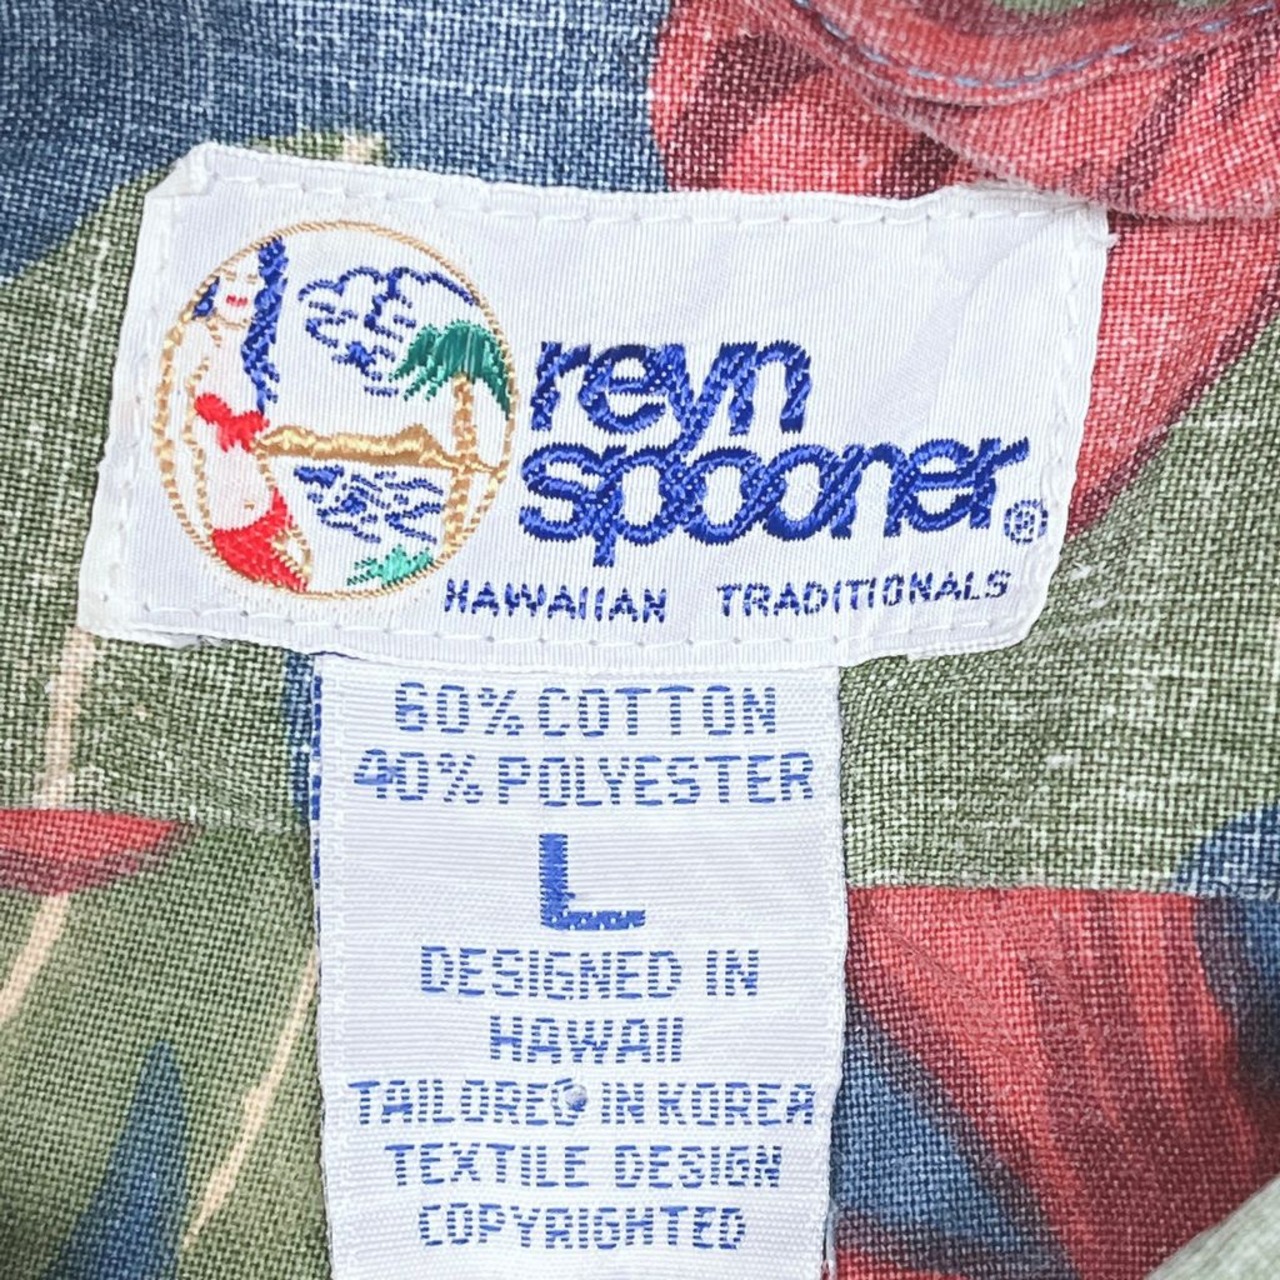 reyn
spooner®
HAWAIIAN TRADITIONALS
60% COTTON
40% POLYESTER
L
DESIGNED IN
HAWAII
TAILORED IN KOREA
TEXTILE DESIGN
COPYRIGHTED